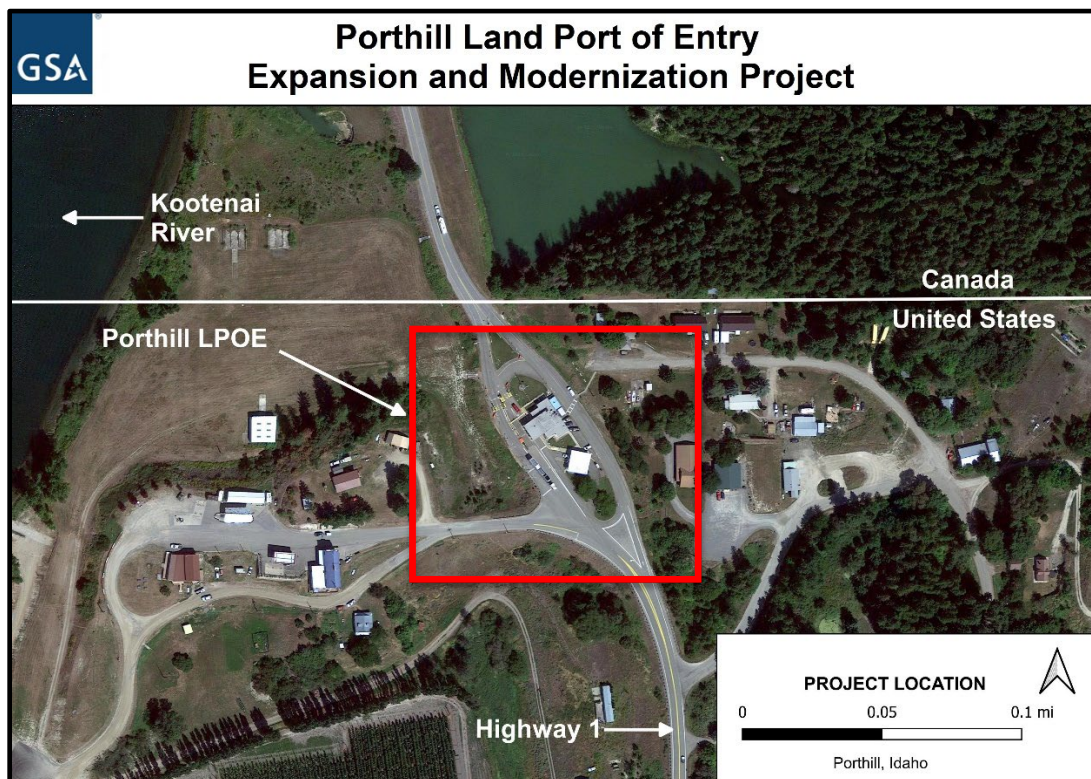 GSA
Porthill Land Port of Entry
Expansion and Modernization Project
Kootenai
River
Canada
United States
Porthill LPOE
Highway 1
PROJECT LOCATION
0 0.05 0.1 mi
Porthill, Idaho